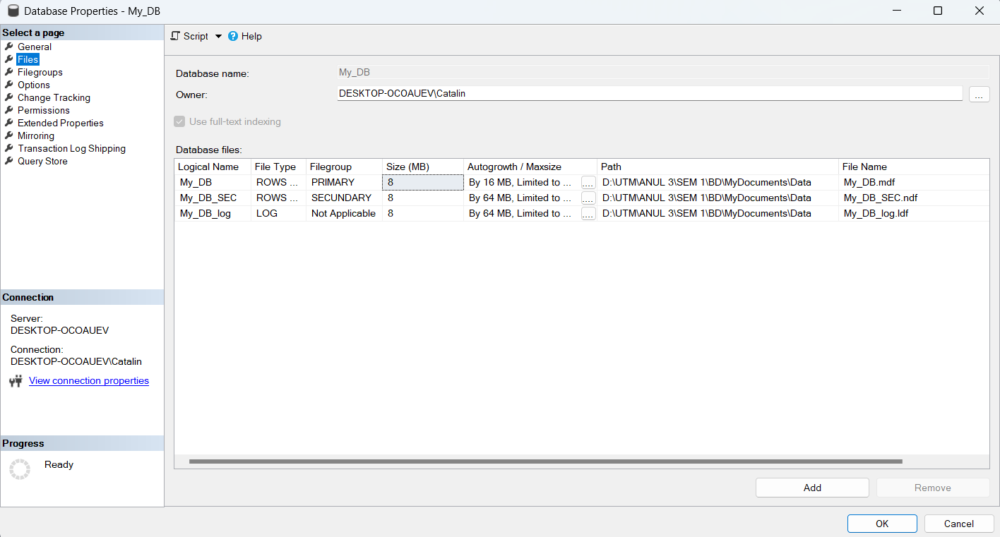 Database Properties - My_DB
Select a page
General
Files
Filegroups
Options
Change Tracking
Permissions
Extended Properties
Mirroring
Transaction Log Shipping
Query Store
Connection
Server:
DESKTOP-OCOAUEV
Connection:
DESKTOP-OCOAUEV\Catalin
View connection properties
Progress
Ready
Script Help
Database name: My_DB
Owner: DESKTOP-OCOAUEV\Catalin ...
Use full-text indexing
Database files:
Logical Name File Type Filegroup Size (MB) Autogrowth / Maxsize Path File Name
My_DB ROWS ... PRIMARY 8 By 16 MB, Limited to ... .... D:\UTM\ANUL 3\SEM 1\BD\MyDocuments\Data My_DB.mdf
My_DB_SEC ROWS ... SECUNDARY 8 By 64 MB, Limited to ... .... D:\UTM\ANUL 3\SEM 1\BD\MyDocuments\Data My_DB_SEC.ndf
My_DB_log LOG Not Applicable 8 By 64 MB, Limited to ... .... D:\UTM\ANUL 3\SEM 1\BD\MyDocuments\Data My_DB_log.ldf
Add Remove
OK Cancel